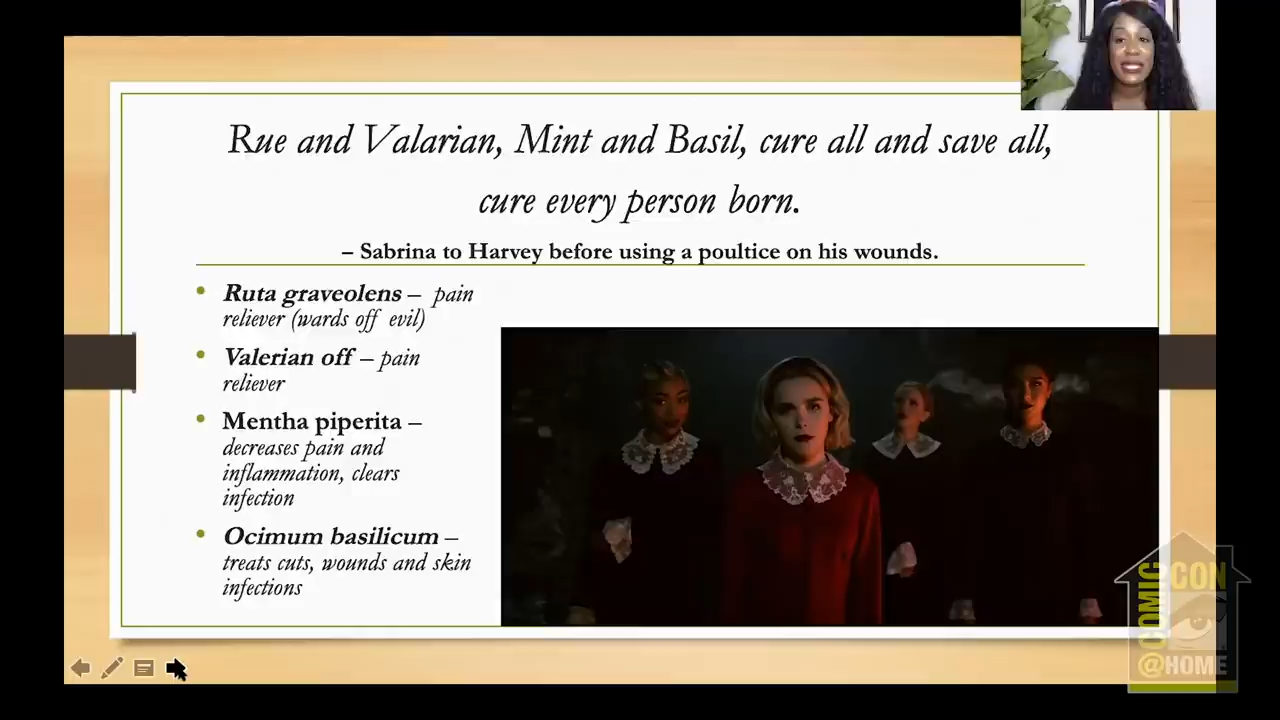 Rue and Valarian, Mint and Basil, cure all and save all,
cure every person born.
– Sabrina to Harvey before using a poultice on his wounds.
• Ruta graveolens – pain
reliever (wards off evil)
• Valerian off – pain
reliever
• Mentha piperita –
decreases pain and
inflammation, clears
infection
• Ocimum basilicum –
treats cuts, wounds and skin
infections
COMIC
CON
@HOME